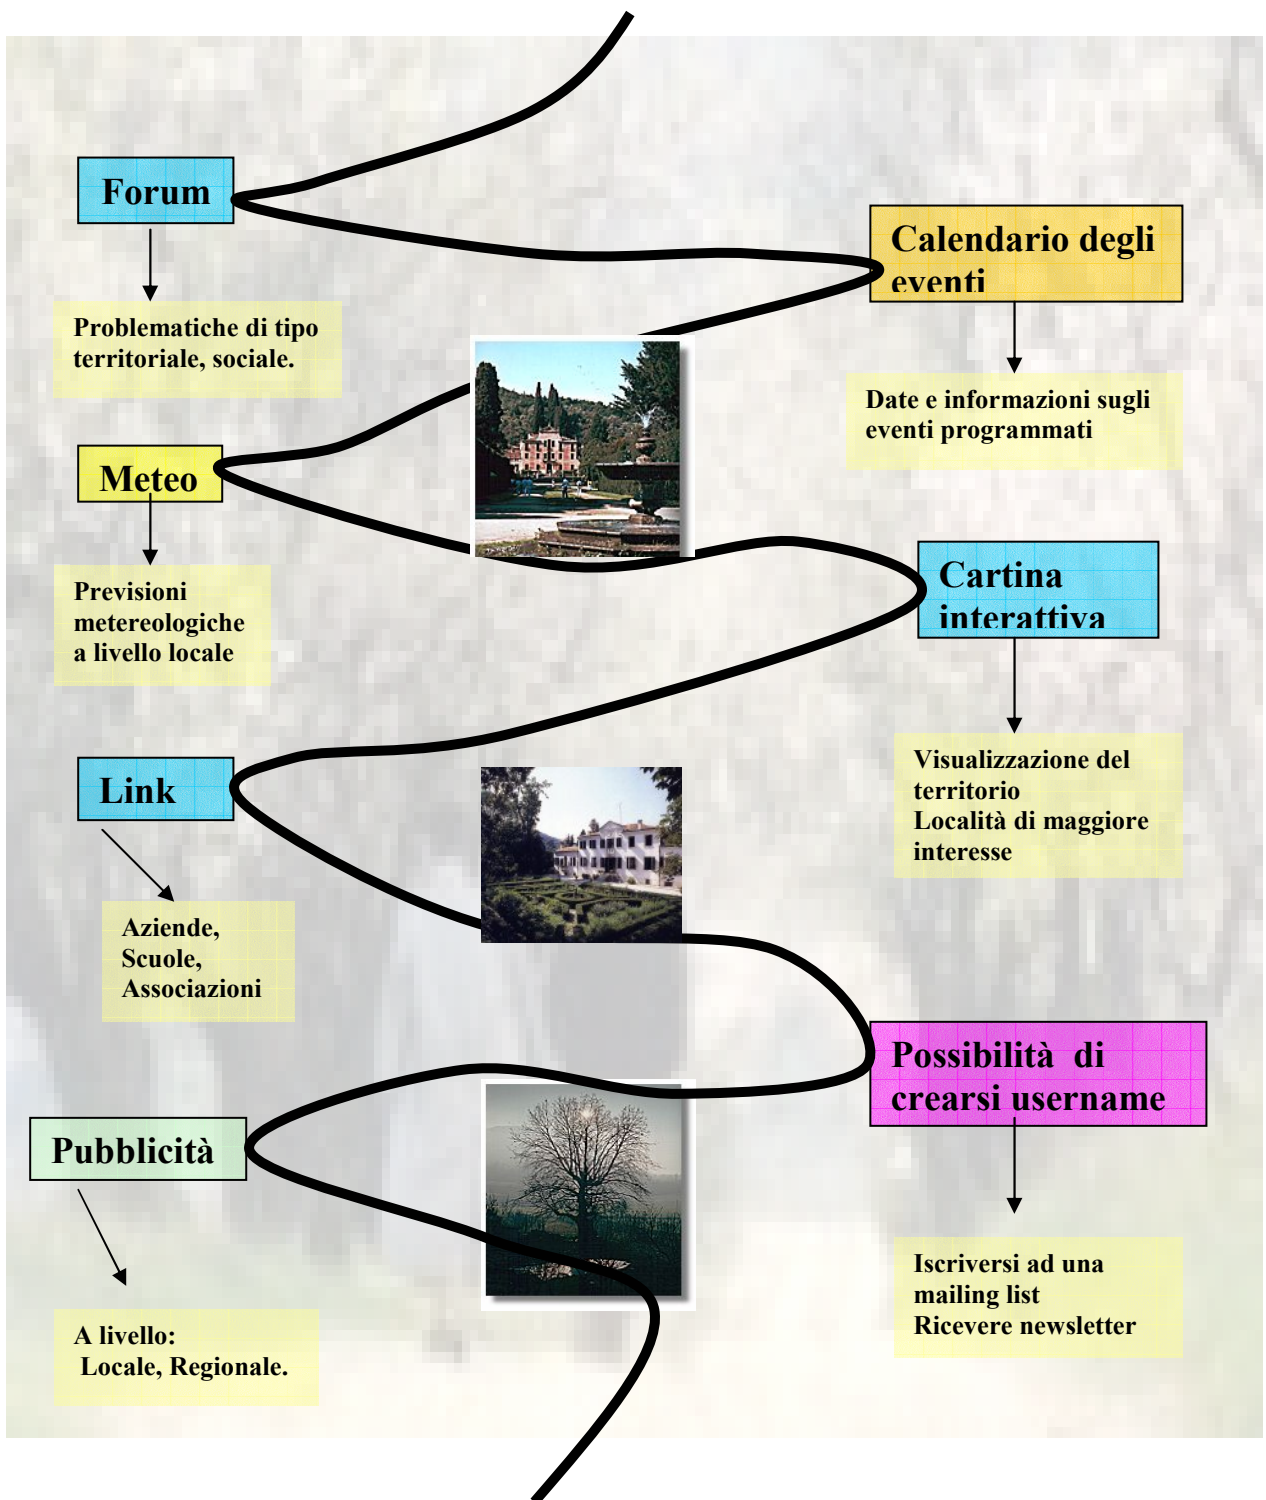 Forum
Problematiche di tipo
territoriale, sociale.
Calendario degli
eventi
Date e informazioni sugli
eventi programmati
Meteo
Previsioni
metereologiche
a livello locale
Cartina
interattiva
Visualizzazione del
territorio
Località di maggiore
interesse
Link
Aziende,
Scuole,
Associazioni
Possibilità di
crearsi username
Iscriversi ad una
mailing list
Ricevere newsletter
Pubblicità
A livello:
Locale, Regionale.